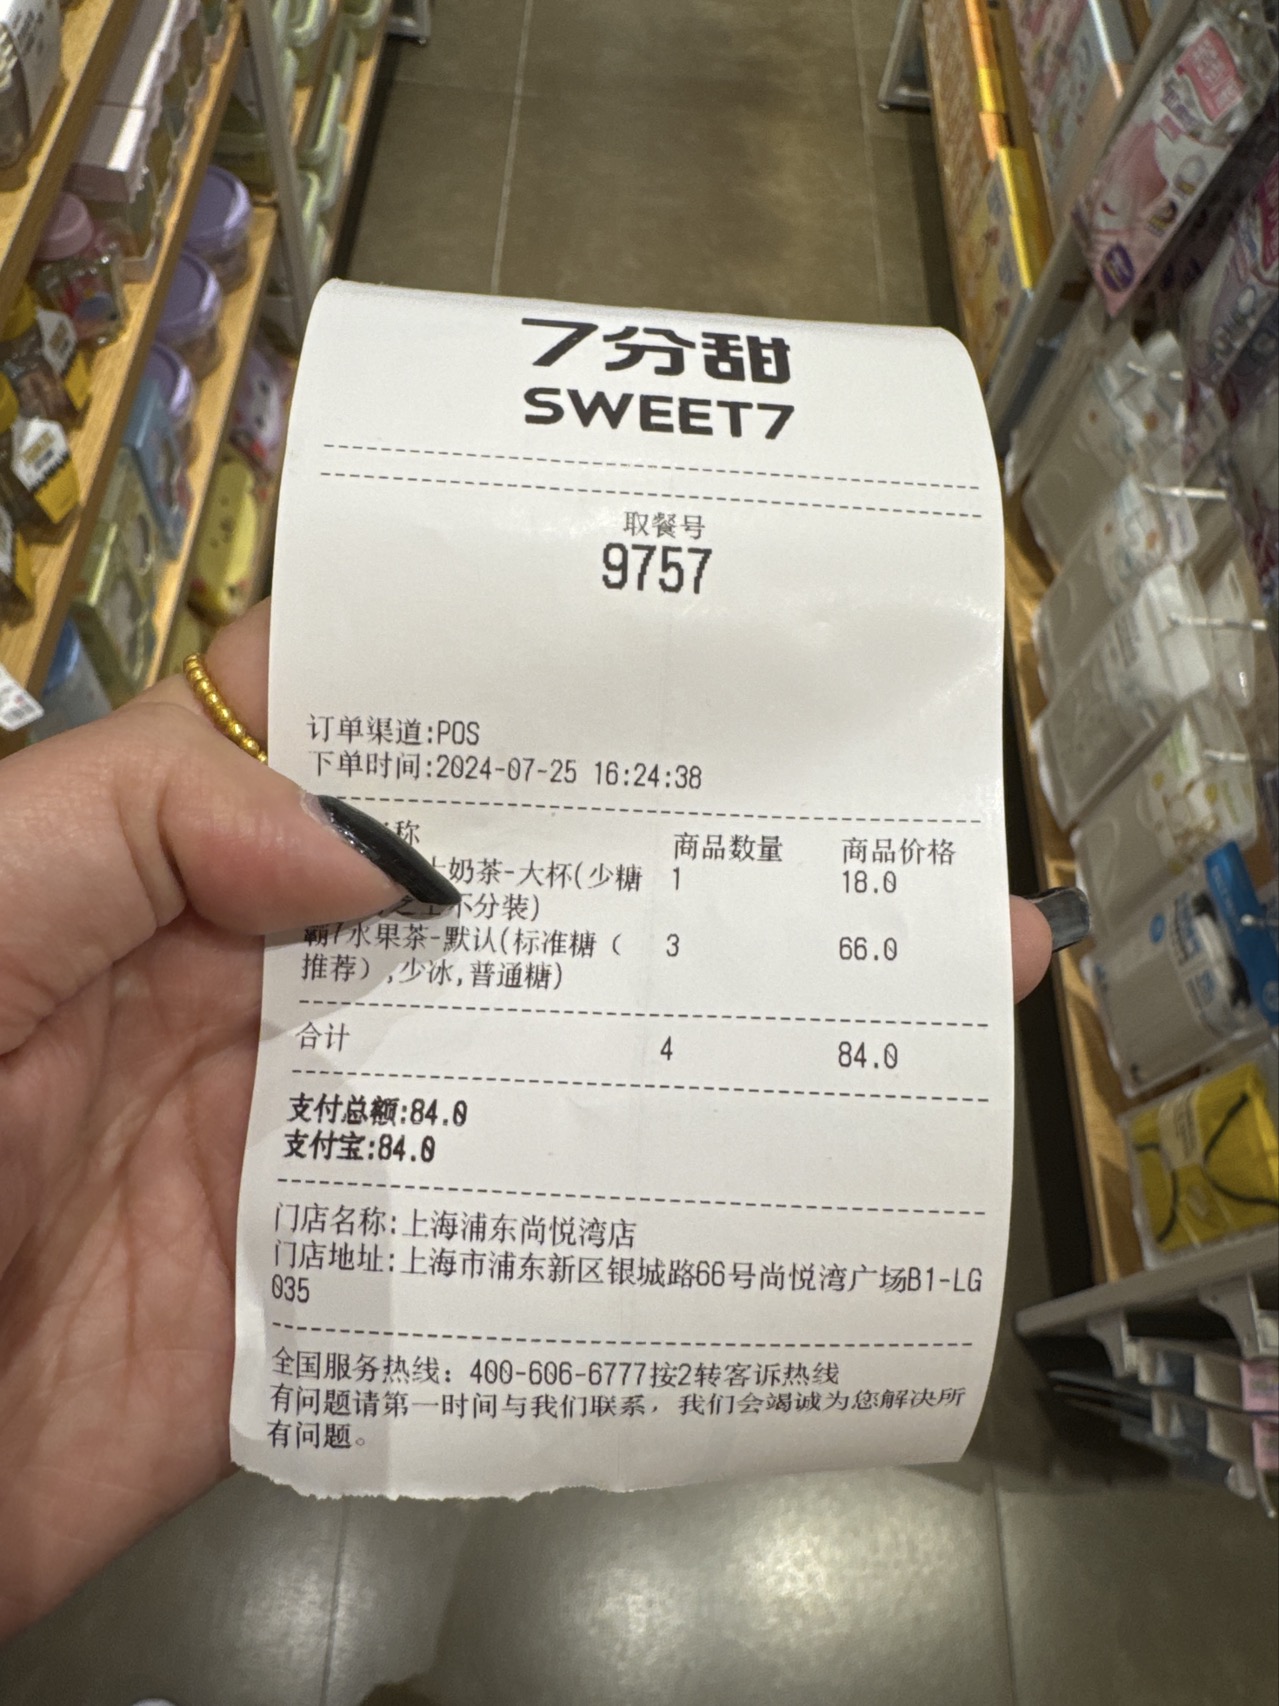 7分甜
SWEET7
取餐号
9757
订单渠道:POS
下单时间:2024-07-25 16:24:38
称 商品数量 商品价格
奶茶-大杯(少糖 1 18.0
不分装)
霸/水果茶-默认(标准糖( 3 66.0
推荐),少冰,普通糖)
合计 4 84.0
支付总额:84.0
支付宝:84.0
门店名称:上海浦东尚悦湾店
门店地址:上海市浦东新区银城路66号尚悦湾广场B1-LG
035
全国服务热线: 400-606-6777按2转客诉热线
有问题请第一时间与我们联系，我们会竭诚为您解决所
有问题。